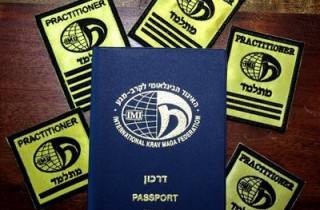 PRACTITIONER
מתלמד
PRACTITIONER
מתלמד
PRACTITIONER
מתלמד
PRACTITIONER
מתלמד
PRACTITIONER
מתלמד
האיגוד הבינלאומי לקרב-מגע
IMI
INTERNATIONAL KRAV MAGA FEDERATION
דרכון
PASSPORT